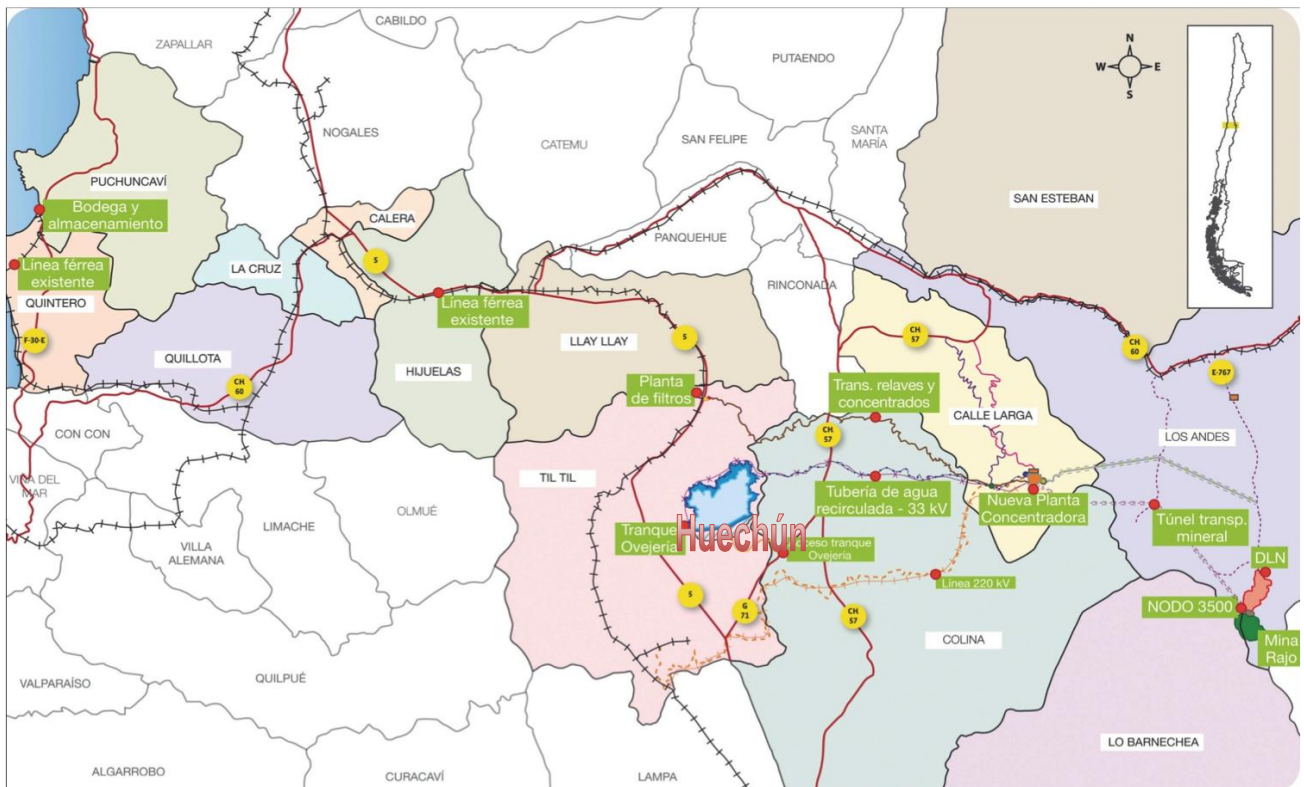 CABILDO
ZAPALLAR
PUTAENDO
N
W
E
S
NOGALES
SANTA
MARÍA
SAN FELIPE
CATEMU
PUCHUNCAVÍ
SAN ESTEBAN
Bodega y
almacenamiento
CALERA
PANQUEHUE
Línea férrea
existente
LA CRUZ
5
RINCONADA
QUINTERO
Línea férrea
existente
F-30-E
QUILLOTA
LLAY LLAY
5
CH
57
CH
60
E-767
HIJUELAS
CH
60
Planta
de filtros
Trans. relaves y
concentrados
CALLE LARGA
CON CON
CH
57
LOS ANDES
VIÑA DEL
MAR
TIL TIL
Tubería de agua
recirculada - 33 kV
Nueva Planta
Concentradora
OLMUÉ
LIMACHE
Túnel transp.
mineral
Tranque
Ovejería
Huechún
Ovejería
VILLA
ALEMANA
DLN
Línea 220 kV
5
G
71
CH
57
NODO 3500
COLINA
Mina
Rajo
QUILPUÉ
VALPARAÍSO
LO BARNECHEA
ALGARROBO
CURACAVÍ
LAMPA